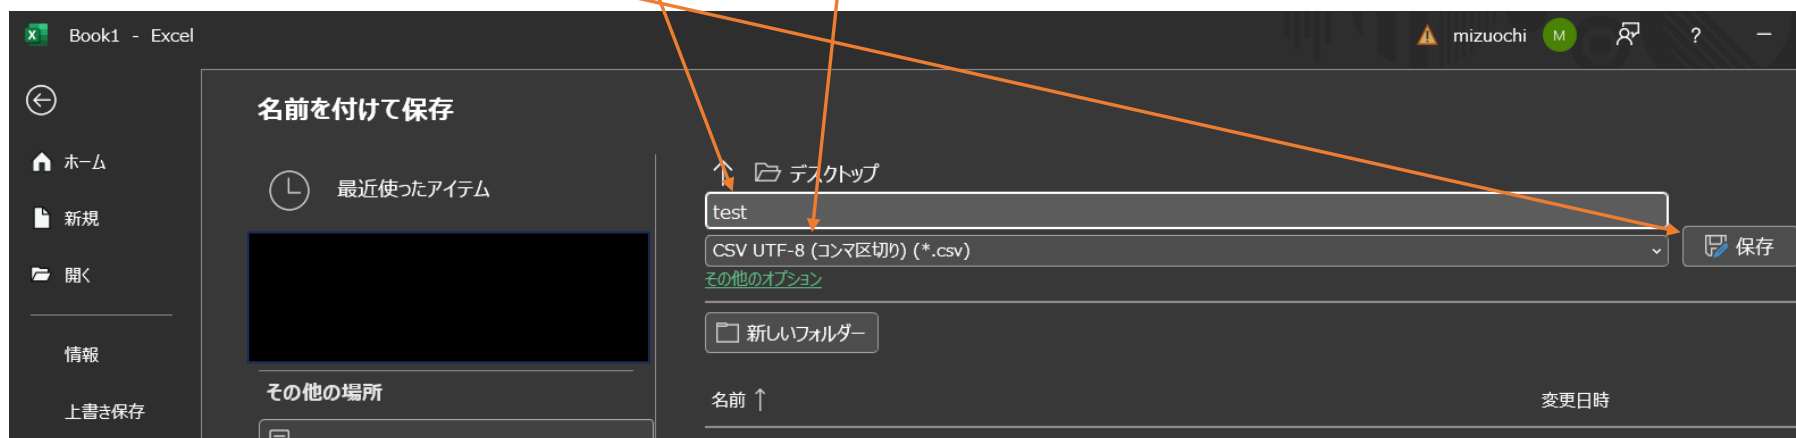 Book1 - Excel
mizuochi
M
?
名前を付けて保存
ホーム
新規
開く
情報
上書き保存
最近使ったアイテム
その他の場所
デスクトップ
test
CSV UTF-8 (コンマ区切り) (*.csv)
保存
その他のオプション
新しいフォルダー
名前 ↑
変更日時